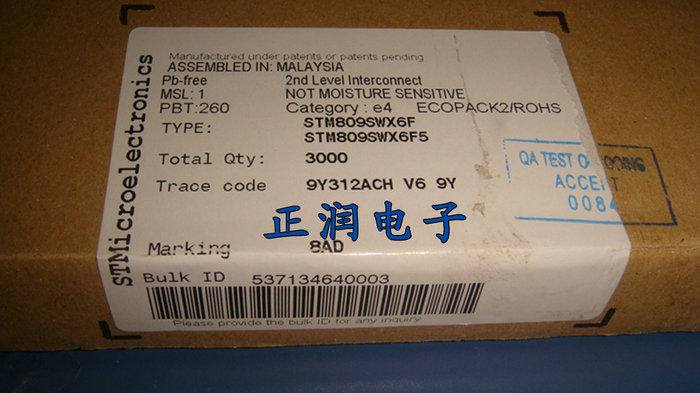 STMicroelectronics
Manufactured under patents or patents pending
ASSEMBLED IN: MALAYSIA
Pb-free 2nd Level Interconnect
MSL: 1 NOT MOISTURE SENSITIVE
PBT:260 Category: e4 ECOPACK2/ROHS
TYPE: STM809SWX6F
STM809SWX6F5
Total Qty: 3000
Trace code 9Y312ACH V6 9Y
正润电子
Marking 8AD
Bulk ID 537134640003
Please provide the bulk ID for any inquiry
QA TEST
ACCEPT
0084